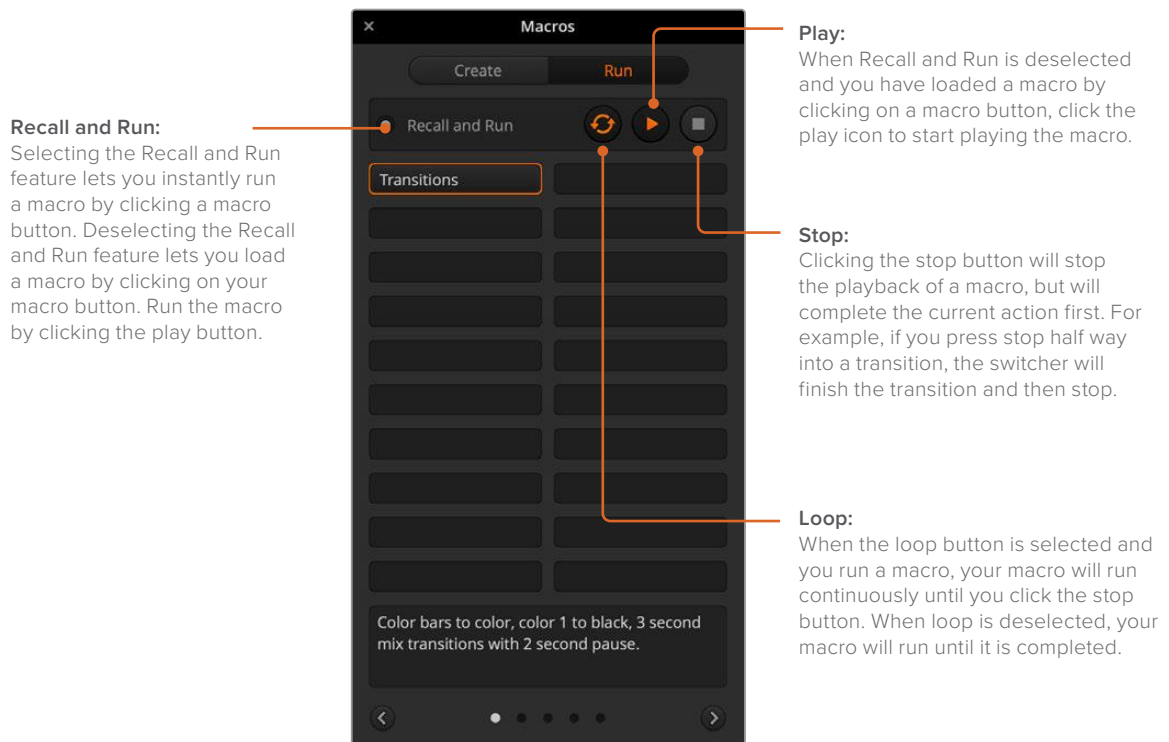 × Macros
Create Run
Recall and Run
Transitions
Color bars to color, color 1 to black, 3 second
mix transitions with 2 second pause.
Recall and Run:
Selecting the Recall and Run
feature lets you instantly run
a macro by clicking a macro
button. Deselecting the Recall
and Run feature lets you load
a macro by clicking on your
macro button. Run the macro
by clicking the play button.
Play:
When Recall and Run is deselected
and you have loaded a macro by
clicking on a macro button, click the
play icon to start playing the macro.
Stop:
Clicking the stop button will stop
the playback of a macro, but will
complete the current action first. For
example, if you press stop half way
into a transition, the switcher will
finish the transition and then stop.
Loop:
When the loop button is selected and
you run a macro, your macro will run
continuously until you click the stop
button. When loop is deselected, your
macro will run until it is completed.